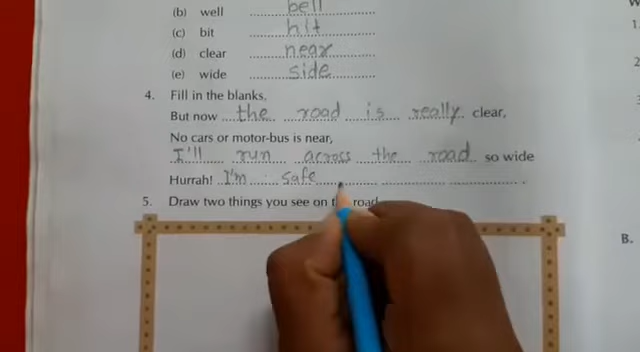 (b) well bell
(c) bit hit
(d) clear near
(e) wide side
4. Fill in the blanks.
But now the road is really clear,
No cars or motor-bus is near,
I'll run across the road so wide
Hurrah! I'm safe
5. Draw two things you see on road
B.